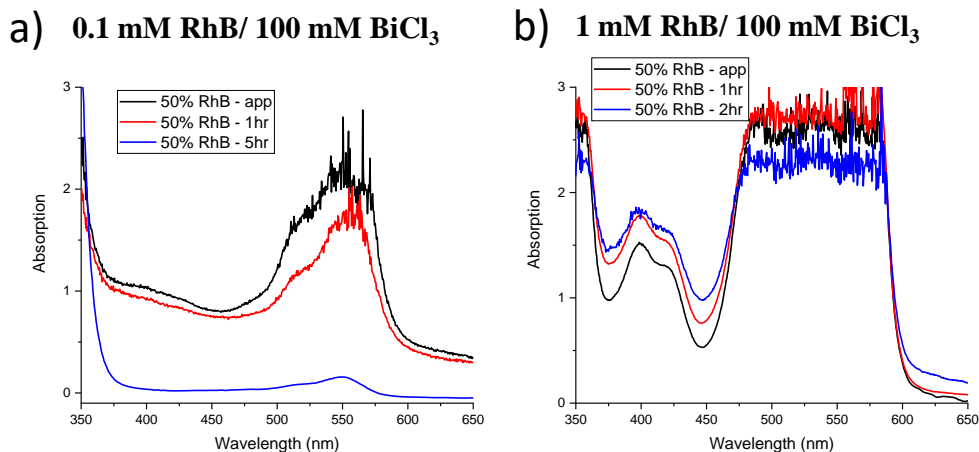 a) 0.1 mM RhB/ 100 mM BiCl₃
3
2
1
0
Absorption
50% RhB - app
50% RhB - 1hr
50% RhB - 5hr
350 400 450 500 550 600 650
Wavelength (nm)
b) 1 mM RhB/ 100 mM BiCl₃
3
2
1
0
Absorption
50% RhB - app
50% RhB - 1hr
50% RhB - 2hr
350 400 450 500 550 600 650
Wavelength (nm)